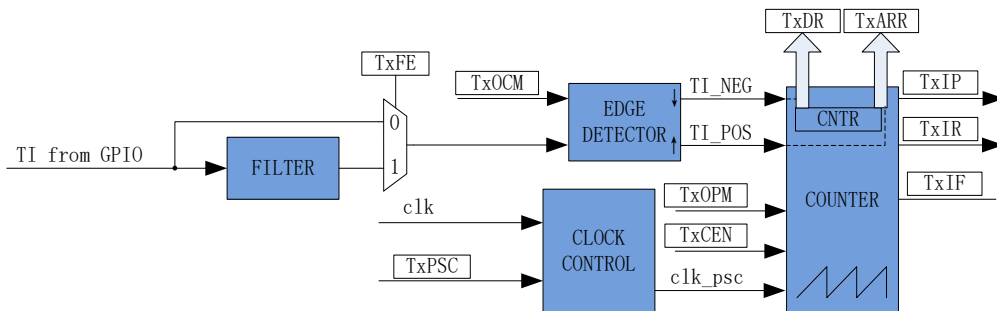 TxDR
TxARR
TxFE
TxOCM
TI_NEG
TxIP
EDGE
DETECTOR
CNTR
0
TI_POS
TxIR
TI from GPIO
FILTER
1
TxIF
clk
TxOPM
COUNTER
CLOCK
CONTROL
TxCEN
TxPSC
clk_psc